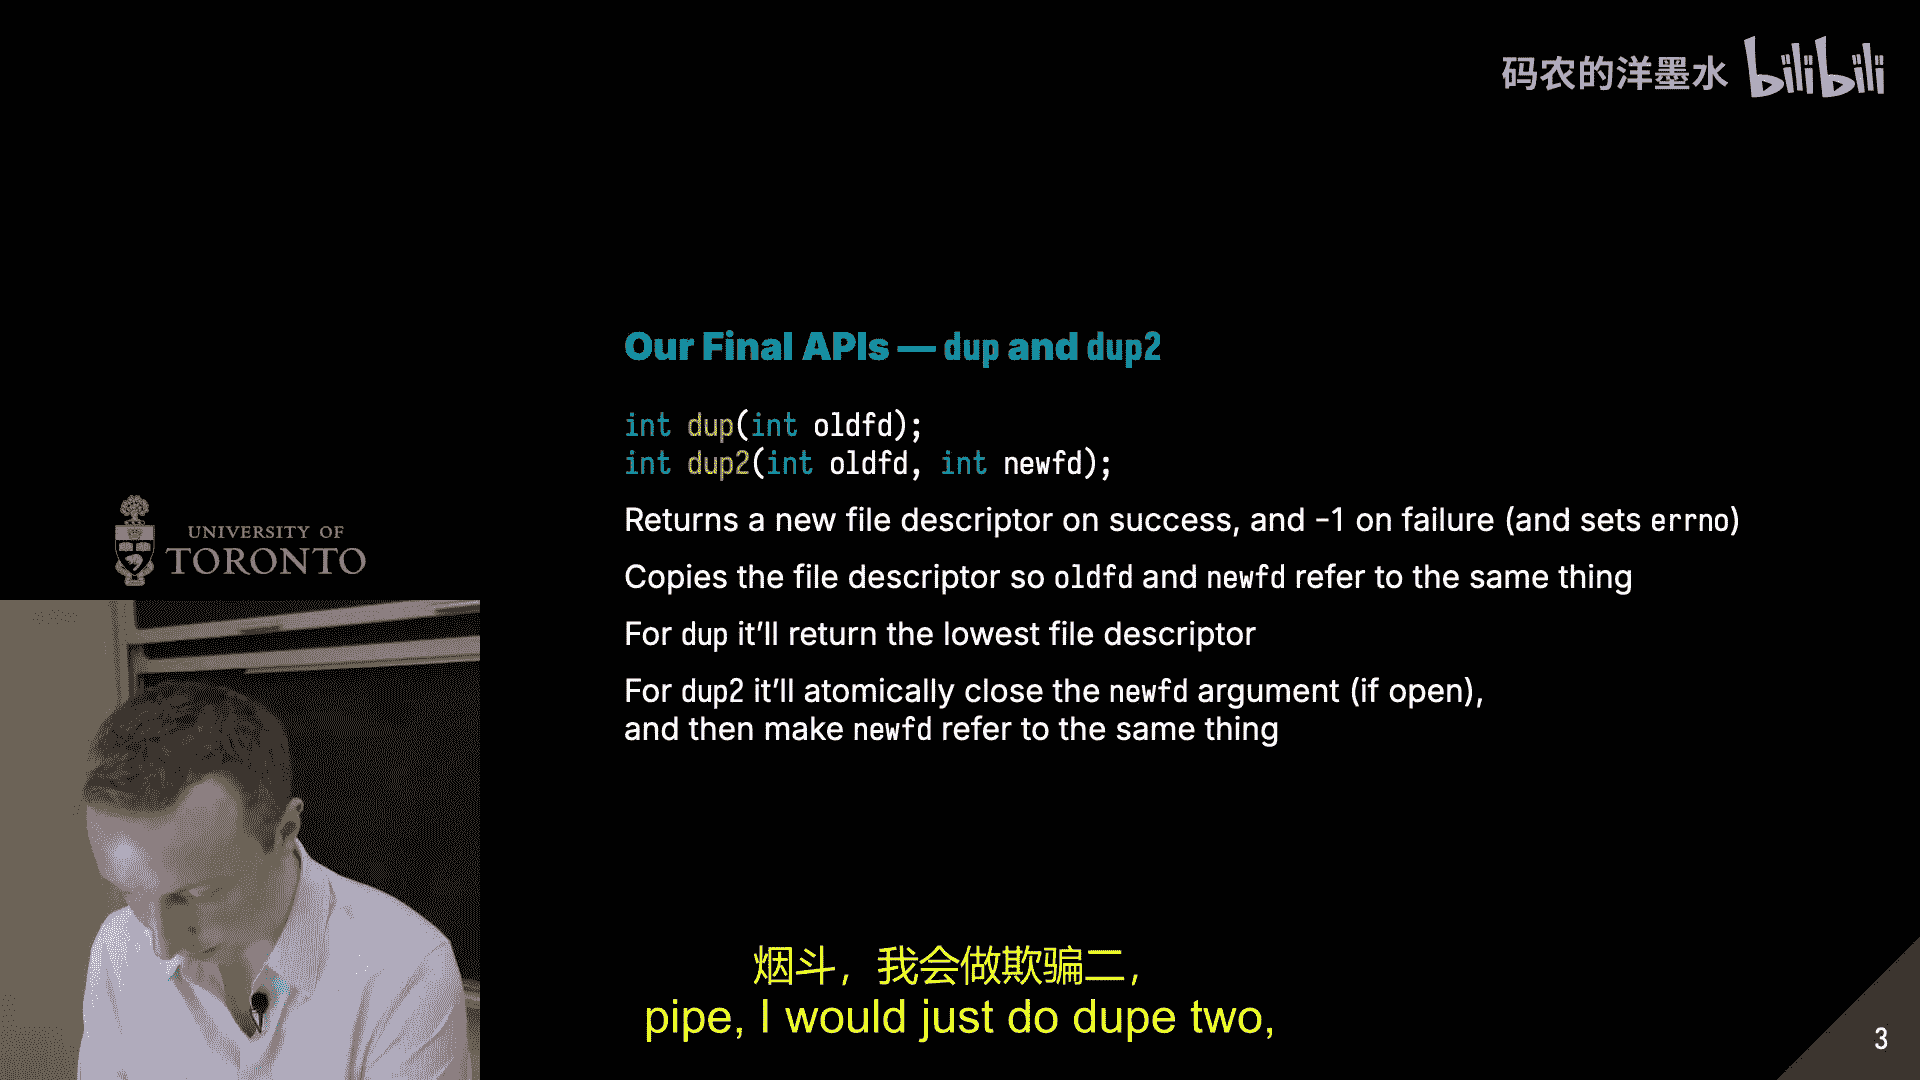 码农的洋墨水 bilibili
Our Final APIs — dup and dup2
int dup(int oldfd);
int dup2(int oldfd, int newfd);
Returns a new file descriptor on success, and -1 on failure (and sets errno)
Copies the file descriptor so oldfd and newfd refer to the same thing
For dup it’ll return the lowest file descriptor
For dup2 it’ll atomically close the newfd argument (if open),
and then make newfd refer to the same thing
UNIVERSITY OF
TORONTO
烟斗，我会做欺骗二，
pipe, I would just do dupe two,
3